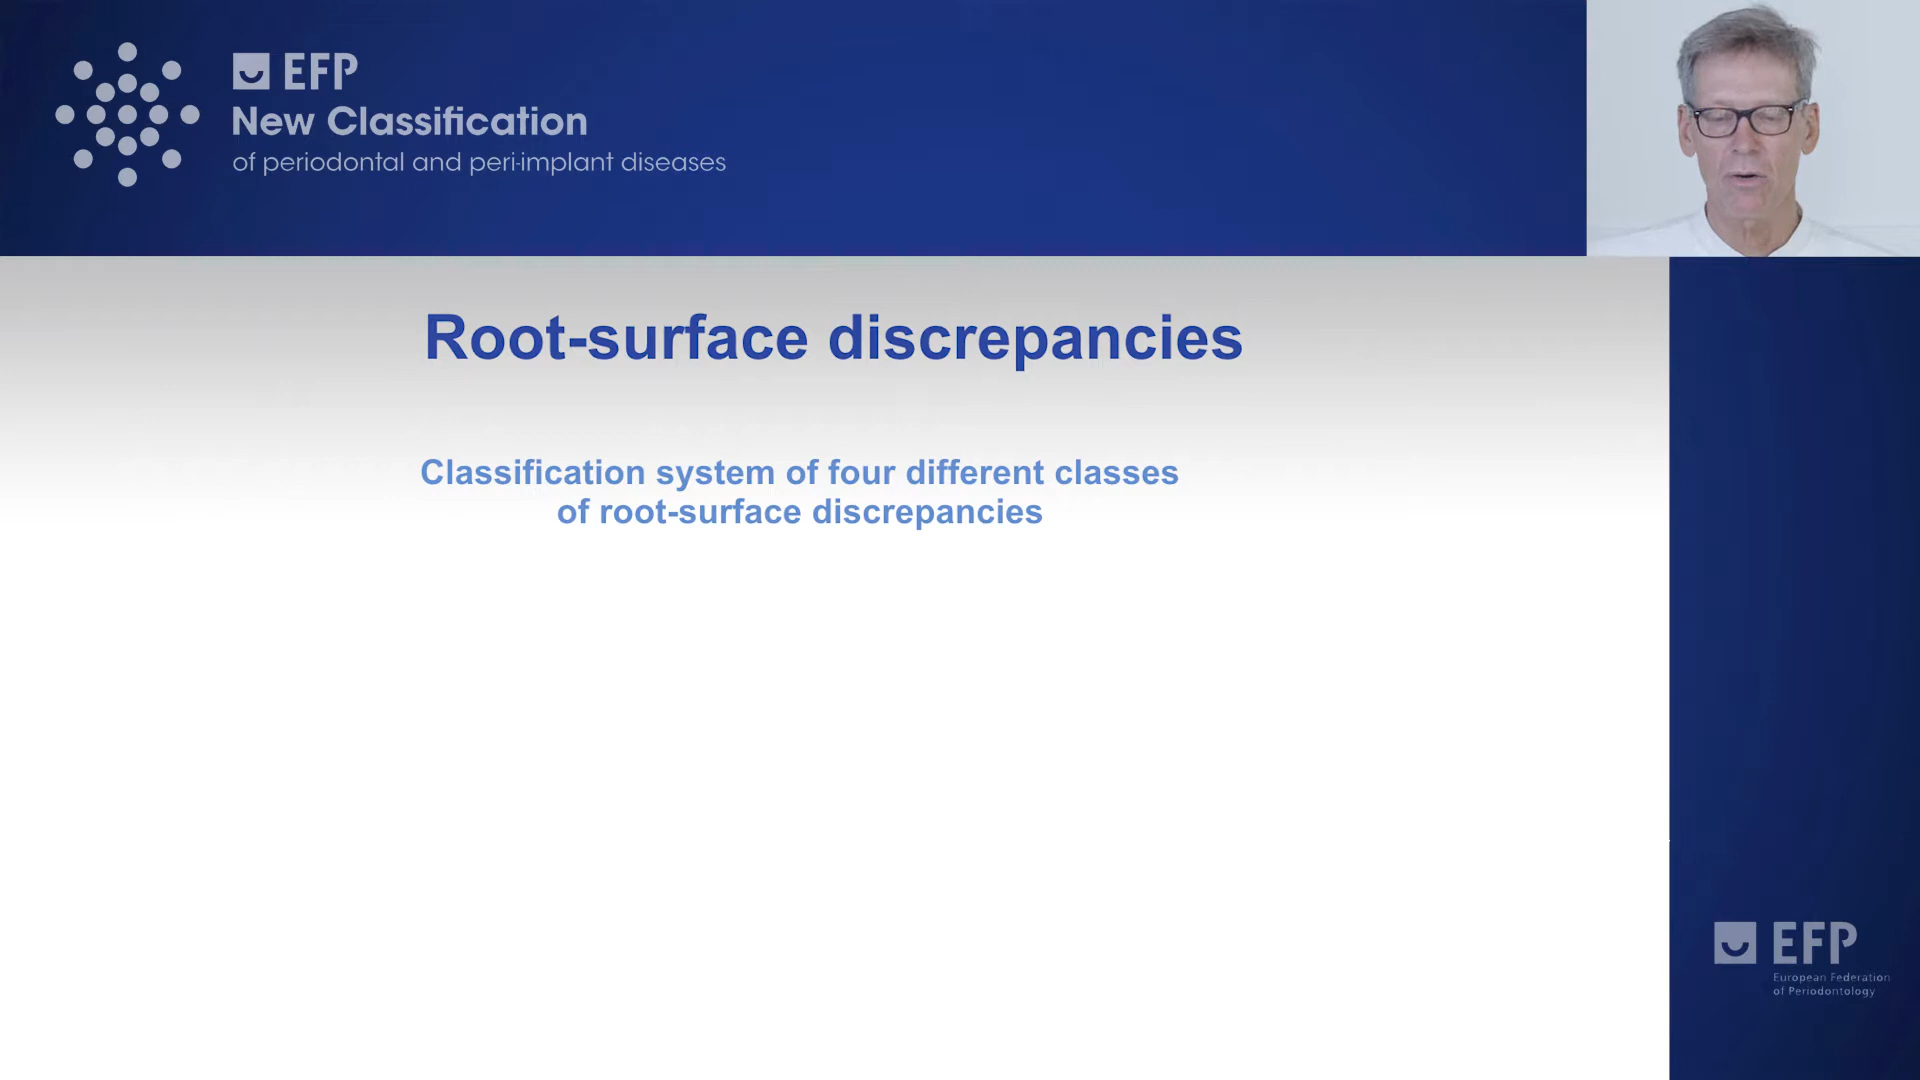 EFP
New Classification
of periodontal and peri-implant diseases
Root-surface discrepancies
Classification system of four different classes
of root-surface discrepancies
EFP
European Federation
of Periodontology